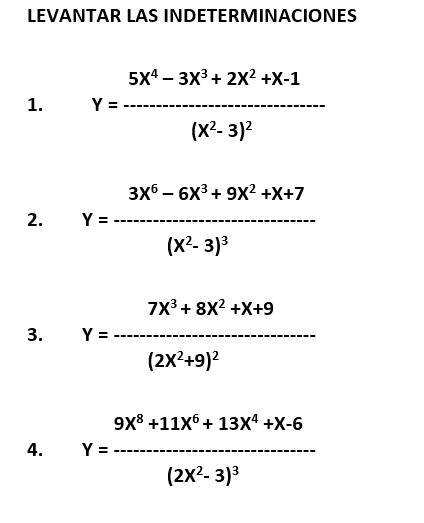 LEVANTAR LAS INDETERMINACIONES
5X⁴ – 3X³ + 2X² +X-1
1. Y = -------------------------------
(X²- 3)²
3X⁶ – 6X³ + 9X² +X+7
2. Y = -------------------------------
(X²- 3)³
7X³ + 8X² +X+9
3. Y = -------------------------------
(2X²+9)²
9X⁸ +11X⁶ + 13X⁴ +X-6
4. Y = -------------------------------
(2X²- 3)³